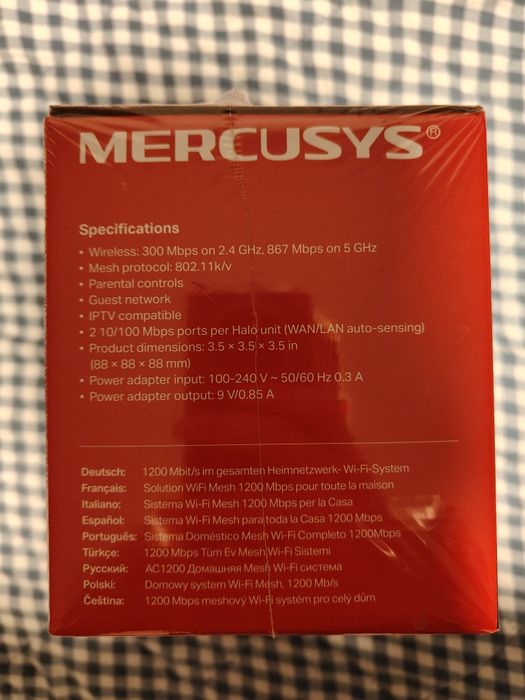 MERCUSYS®
Specifications
• Wireless: 300 Mbps on 2.4 GHz, 867 Mbps on 5 GHz
• Mesh protocol: 802.11k/v
• Parental controls
• Guest network
• IPTV compatible
• 2 10/100 Mbps ports per Halo unit (WAN/LAN auto-sensing)
• Product dimensions: 3.5 × 3.5 × 3.5 in
(88 × 88 × 88 mm)
• Power adapter input: 100-240 V ~ 50/60 Hz 0.3 A
• Power adapter output: 9 V/0.85 A
Deutsch: 1200 Mbit/s im gesamten Heimnetzwerk- Wi-Fi-System
Français: Solution WiFi Mesh 1200 Mbps pour toute la maison
Italiano: Sistema Wi-Fi Mesh 1200 Mbps per la Casa
Español: Sistema Wi-Fi Mesh para toda la Casa 1200 Mbps
Português: Sistema Doméstico Mesh Wi-Fi Completo 1200Mbps
Türkçe: 1200 Mbps Tüm Ev Mesh Wi-Fi Sistemi
Русский: AC1200 Домашняя Mesh Wi-Fi система
Polski: Domowy system Wi-Fi Mesh, 1200 Mb/s
Čeština: 1200 Mbps meshový Wi-Fi systém pro celý dům